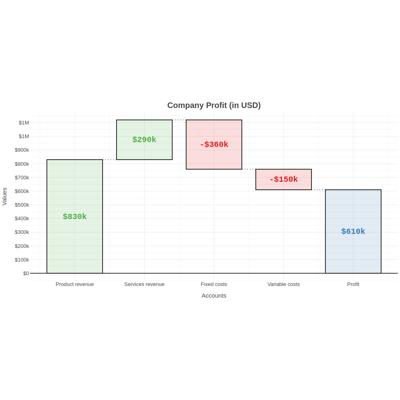 Company Profit (in USD)
$1M
$1M
$900k
$800k
$700k
$600k
$500k
$400k
$300k
$200k
$100k
$0
Values
$830k
$290k
-$360k
-$150k
$610k
Product revenue
Services revenue
Fixed costs
Variable costs
Profit
Accounts